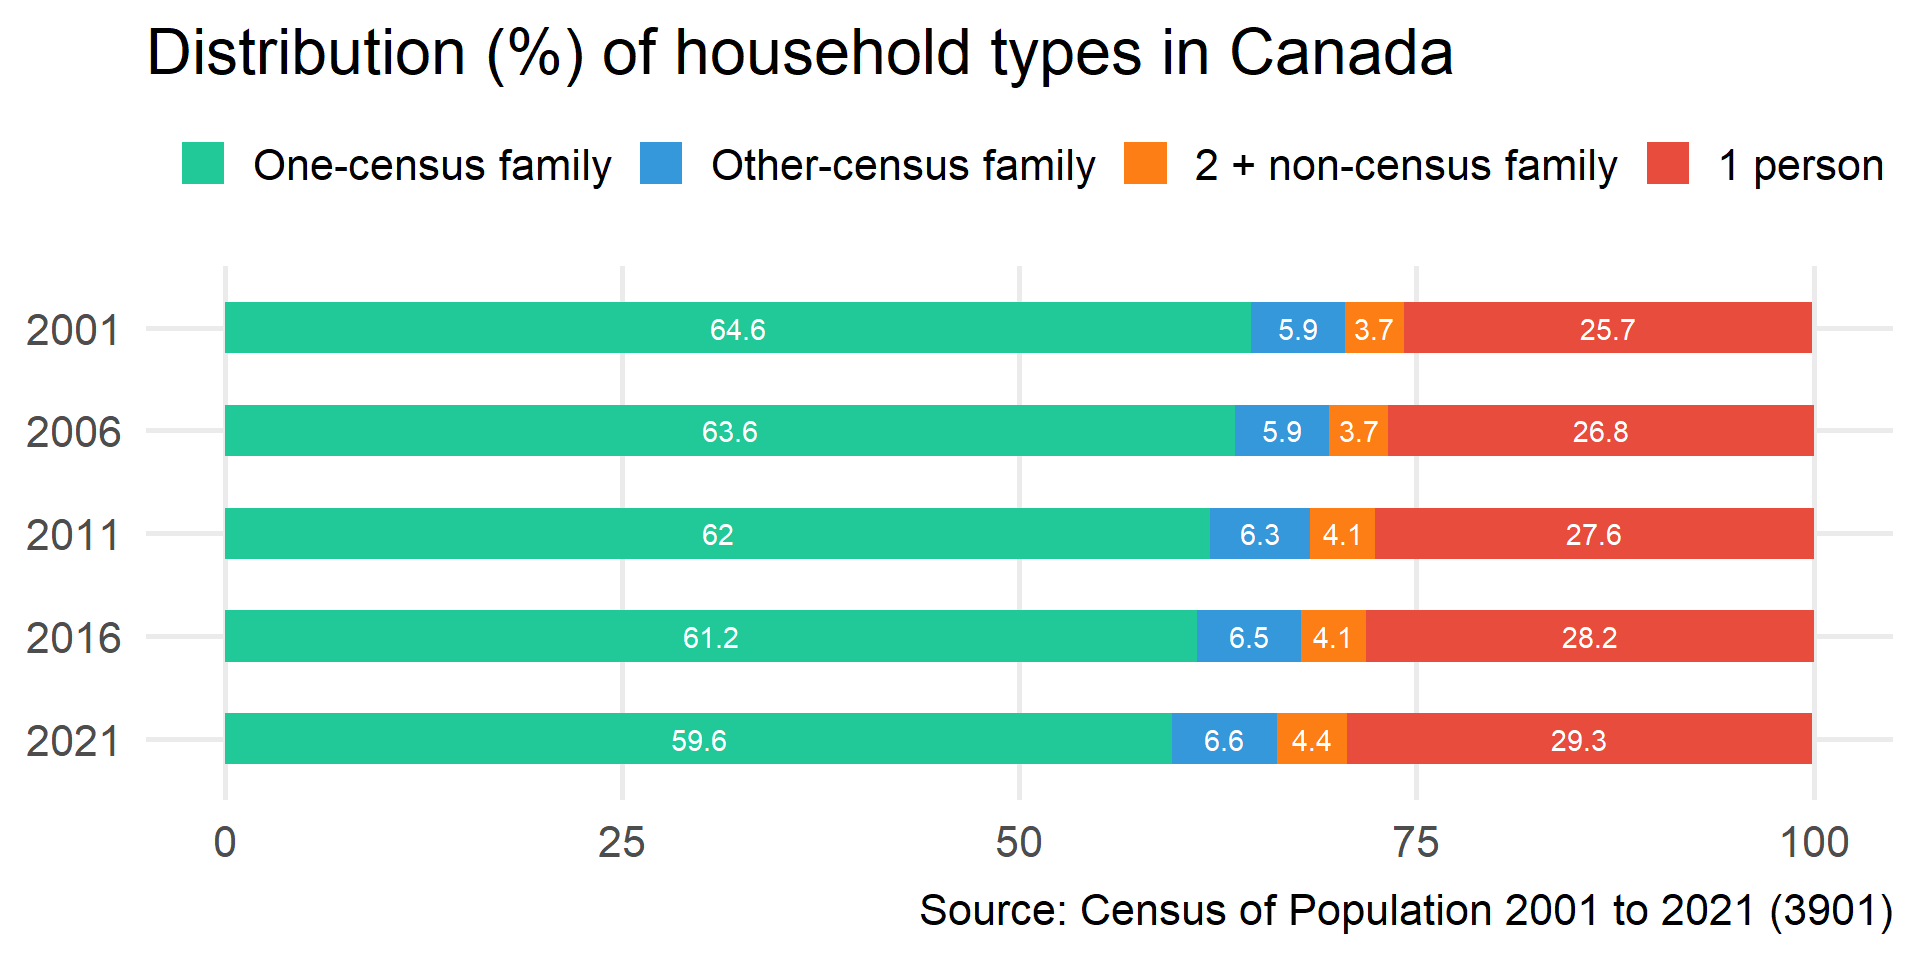 Distribution (%) of household types in Canada
One-census family Other-census family 2 + non-census family 1 person
2001 64.6 5.9 3.7 25.7
2006 63.6 5.9 3.7 26.8
2011 62 6.3 4.1 27.6
2016 61.2 6.5 4.1 28.2
2021 59.6 6.6 4.4 29.3
0 25 50 75 100
Source: Census of Population 2001 to 2021 (3901)